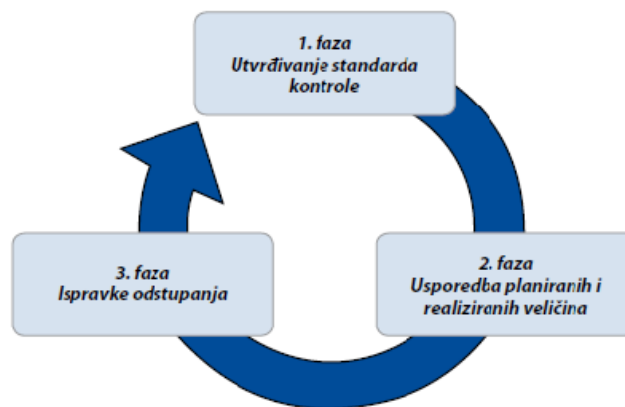 1. faza
Utvrđivanje standarda
kontrole
2. faza
Usporedba planiranih i
realiziranih veličina
3. faza
Ispravke odstupanja